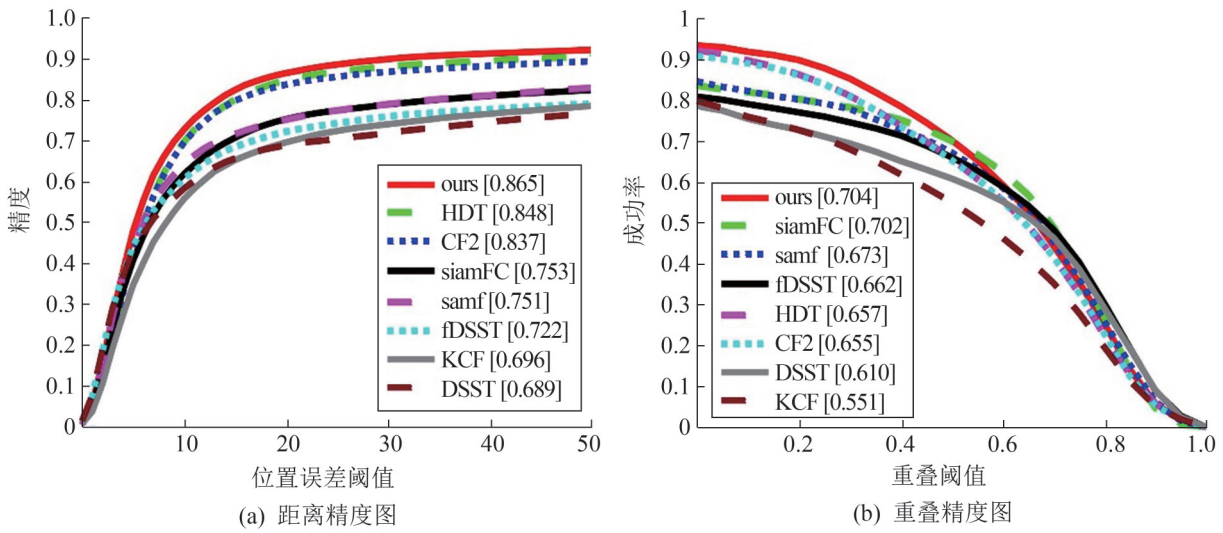 1.0
0.9
0.8
0.7
0.6
0.5
0.4
0.3
0.2
0.1
0
精度
ours [0.865]
HDT [0.848]
CF2 [0.837]
siamFC [0.753]
samf [0.751]
fDSST [0.722]
KCF [0.696]
DSST [0.689]
10 20 30 40 50
位置误差阈值
(a) 距离精度图
1
0.9
0.8
0.7
0.6
0.5
0.4
0.3
0.2
0.1
0
成功率
ours [0.704]
siamFC [0.702]
samf [0.673]
fDSST [0.662]
HDT [0.657]
CF2 [0.655]
DSST [0.610]
KCF [0.551]
0.2 0.4 0.6 0.8 1.0
重叠阈值
(b) 重叠精度图